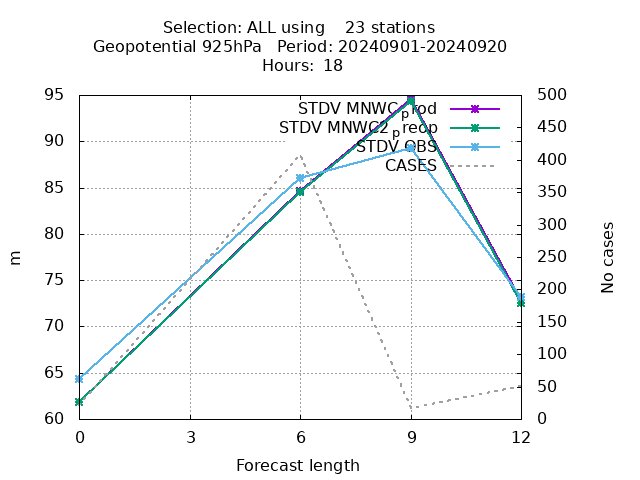 Selection: ALL using    23 stations
Geopotential 925hPa   Period: 20240901-20240920
Hours: 18
STDV MNWC_prod
STDV MNWC2_preop
STDV OBS
CASES
95
90
85
80
75
70
65
60
500
450
400
350
300
250
200
150
100
50
0
m
No cases
0 3 6 9 12
Forecast length